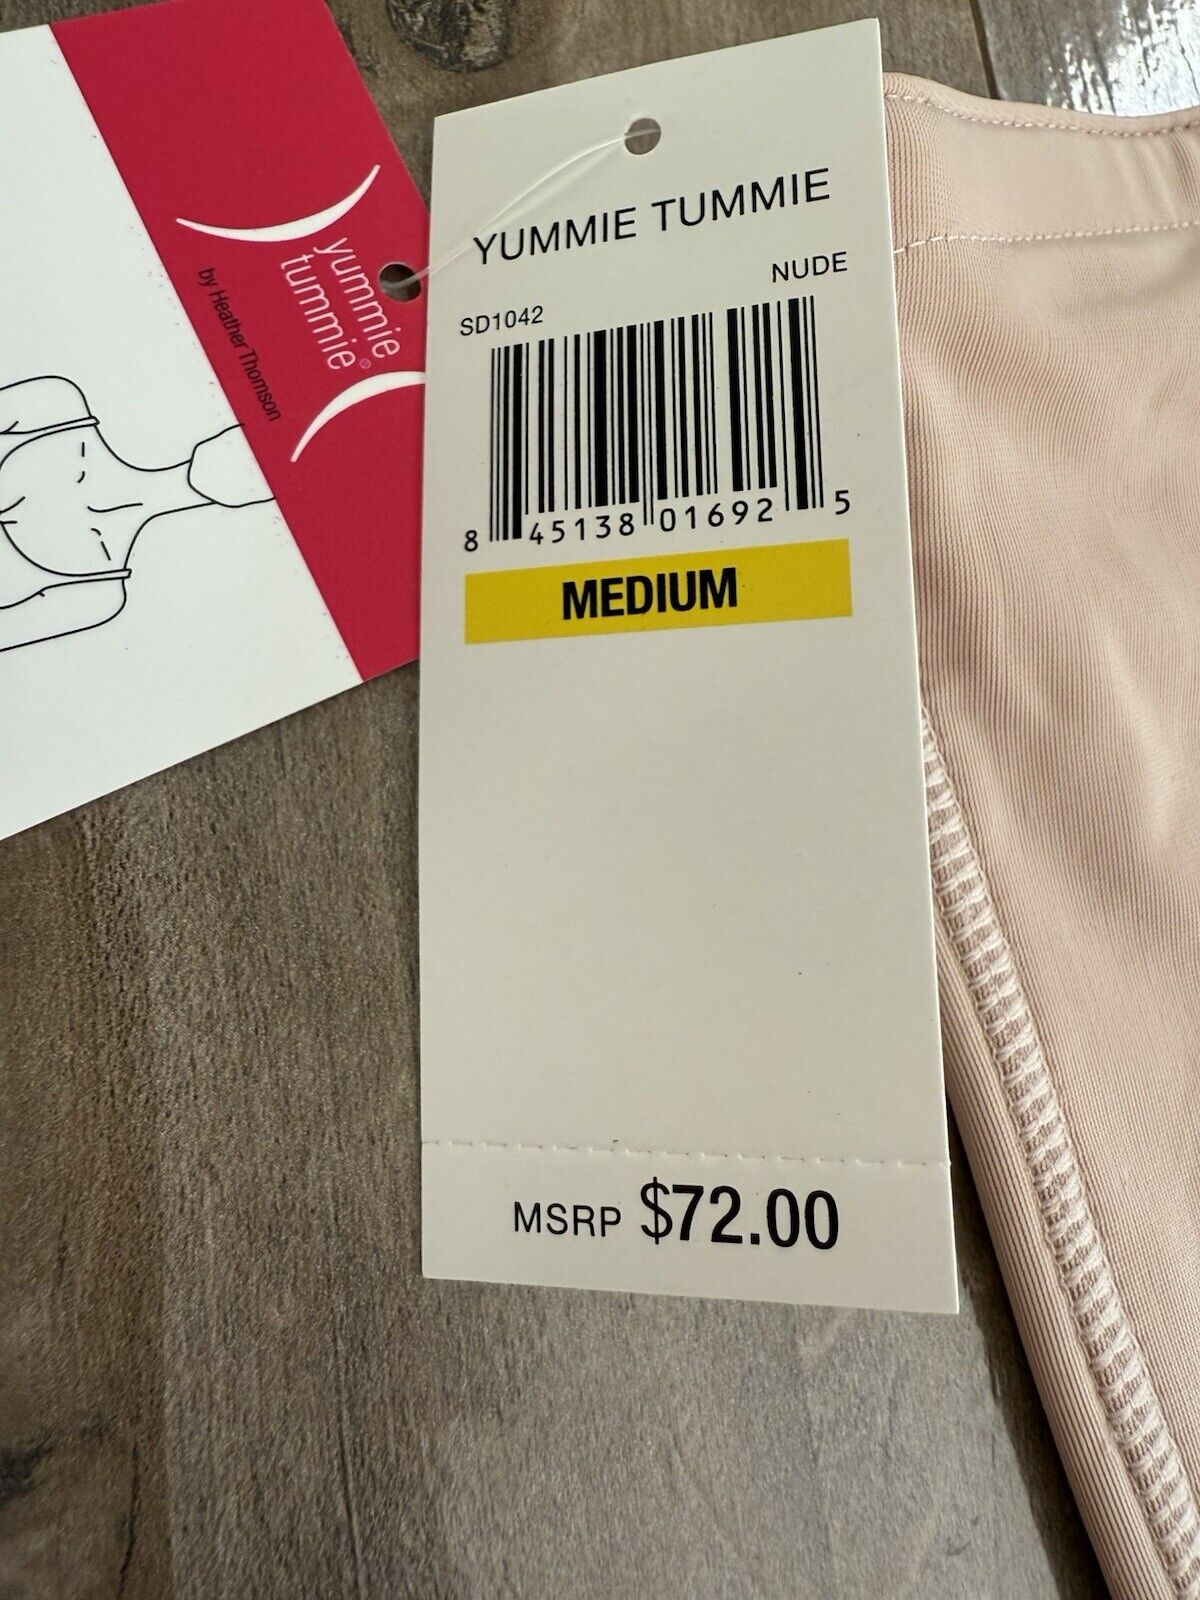 yummie
tummie®
by Heather Thomson
YUMMIE TUMMIE
NUDE
SD1042
8 45138 01692 5
MEDIUM
MSRP $72.00